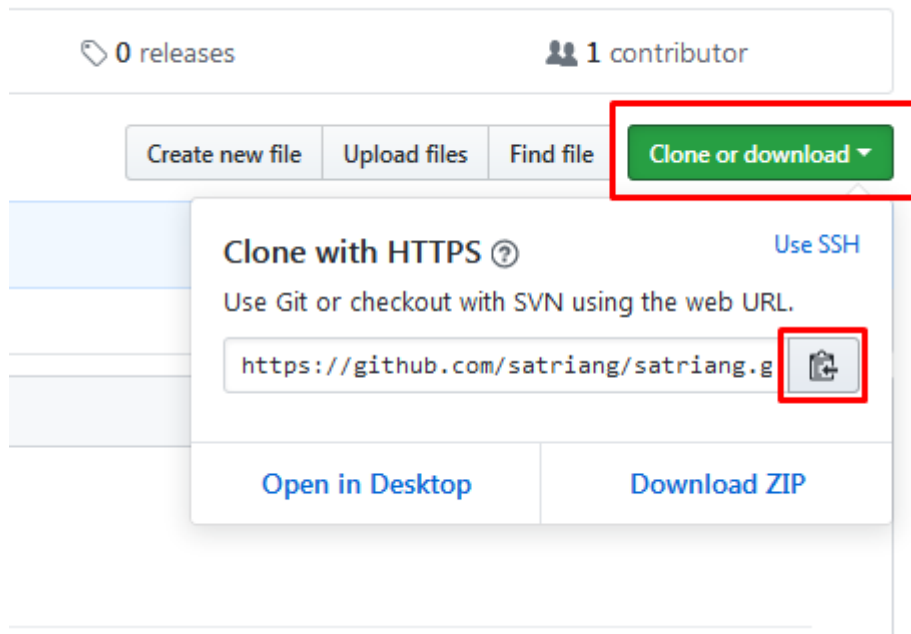 0 releases 1 contributor
Create new file Upload files Find file Clone or download
Clone with HTTPS Use SSH
Use Git or checkout with SVN using the web URL.
https://github.com/satriang/satriang.g
Open in Desktop Download ZIP